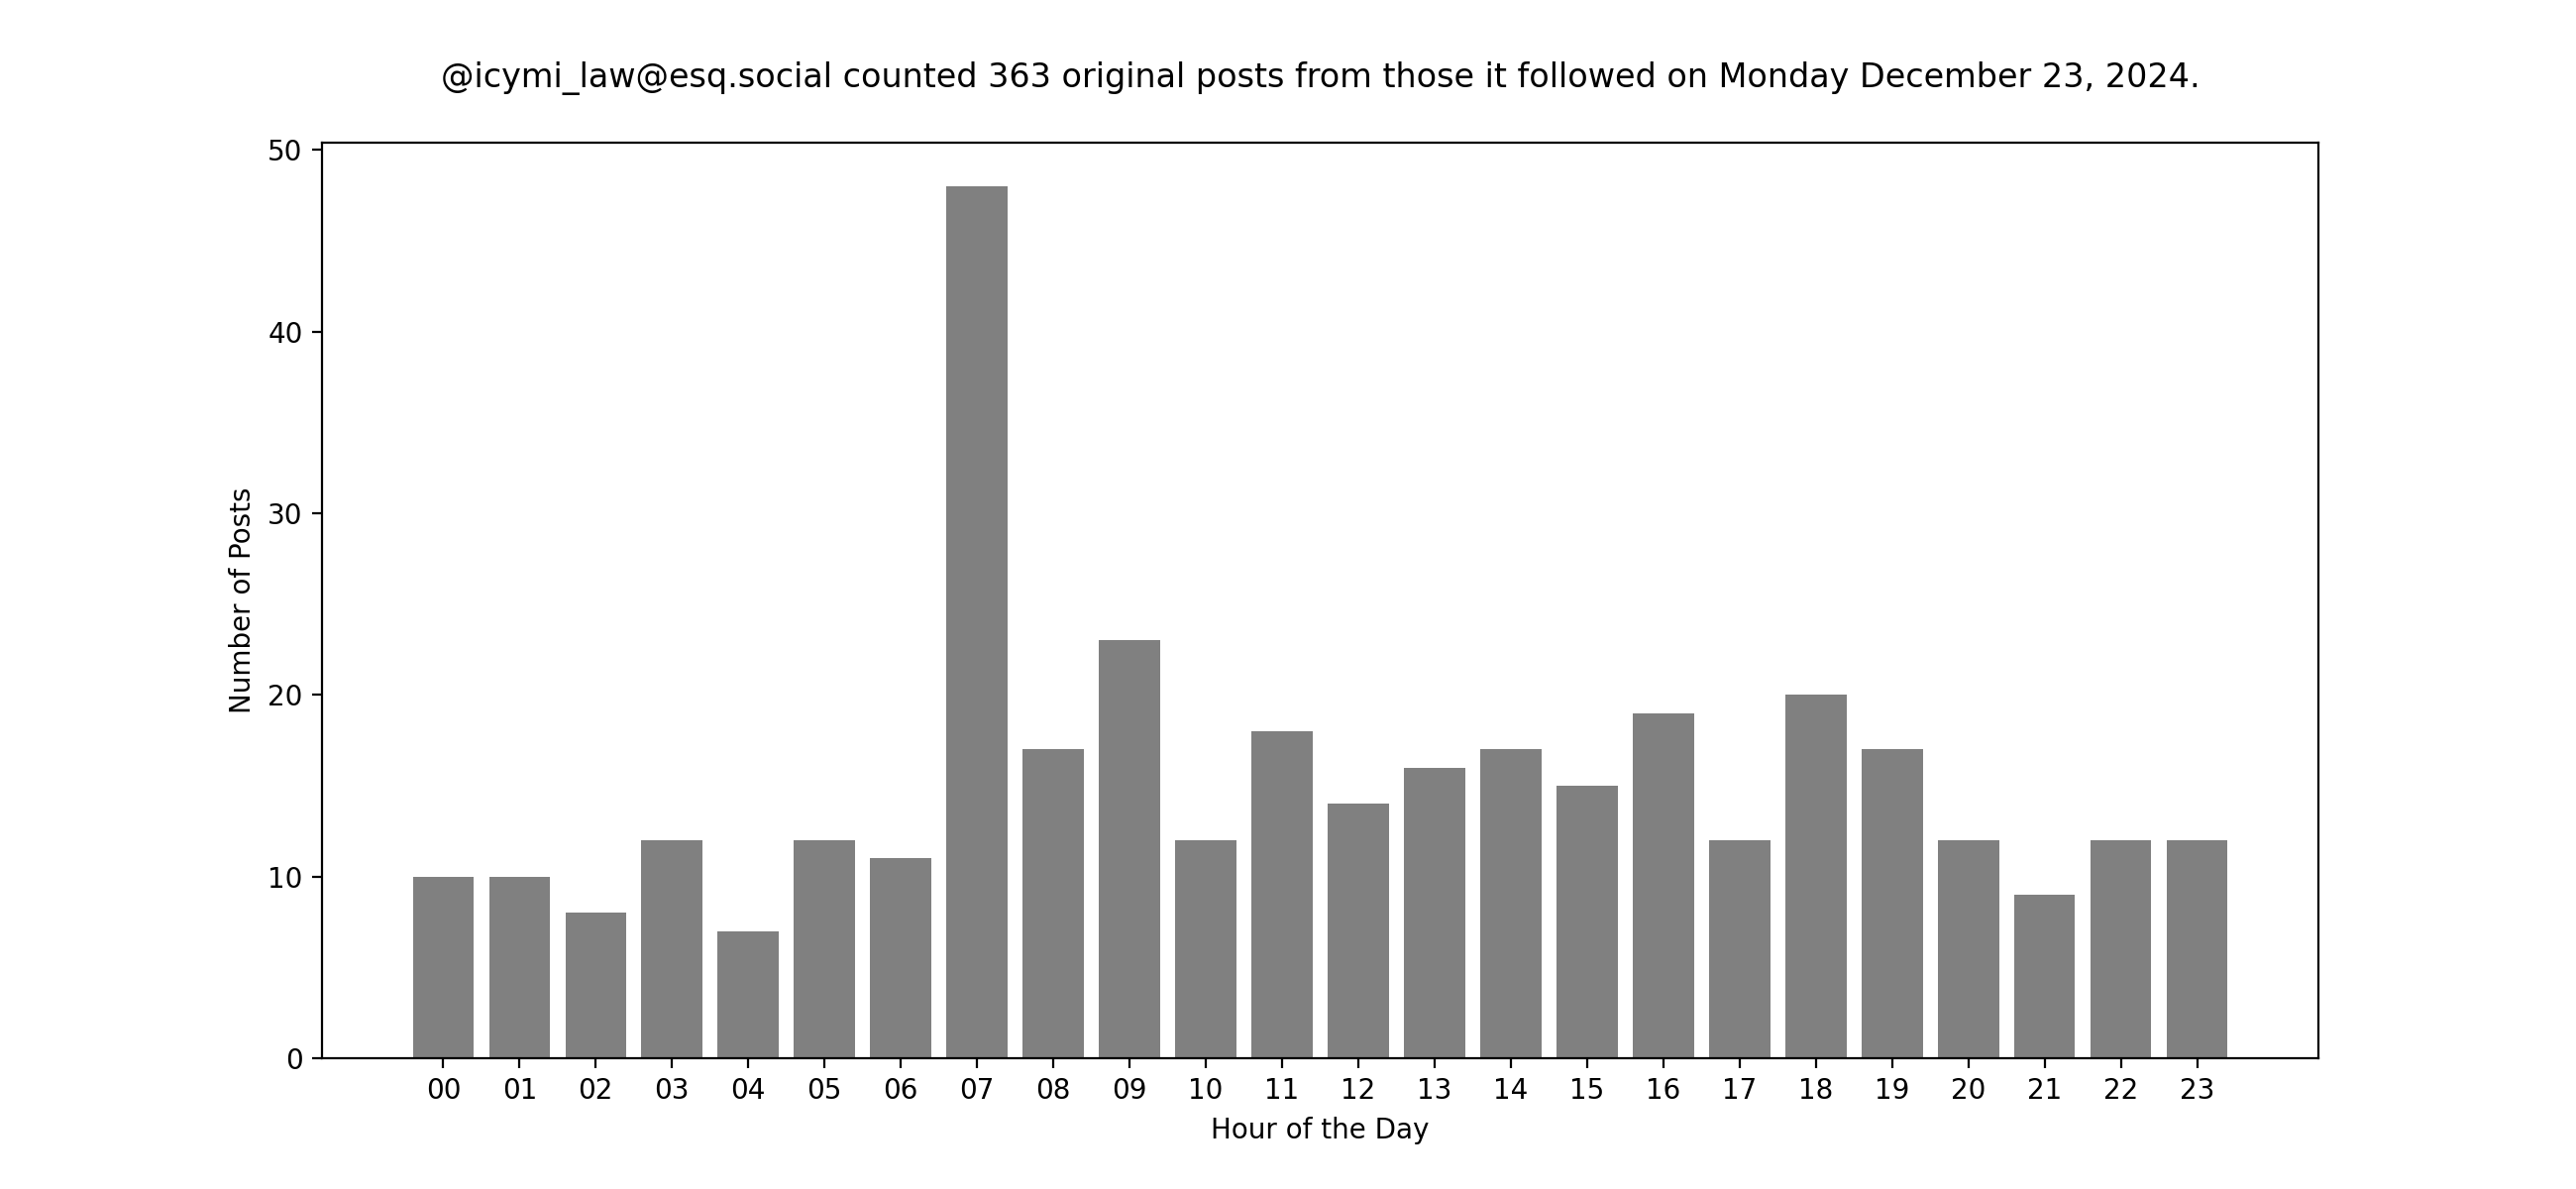 @icymi_law@esq.social counted 363 original posts from those it followed on Monday December 23, 2024.
50
40
30
20
10
0
Number of Posts
00 01 02 03 04 05 06 07 08 09 10 11 12 13 14 15 16 17 18 19 20 21 22 23
Hour of the Day